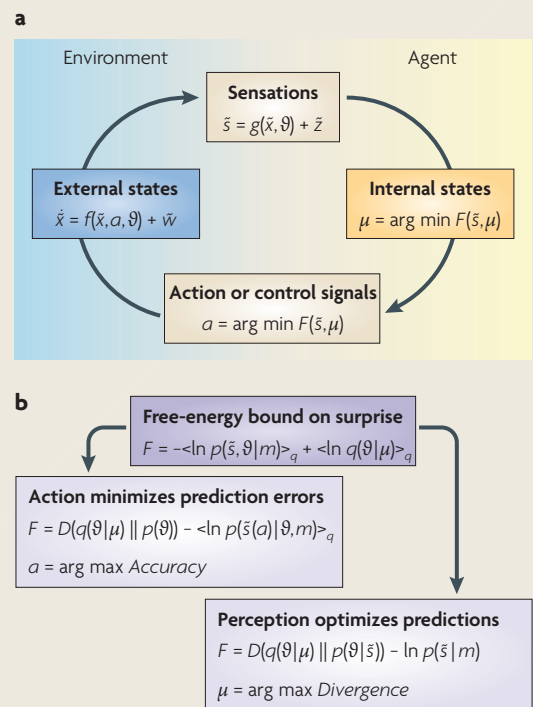 a
Environment
Agent
Sensations
s̃ = g(x̃, ϑ) + z̃
External states
x̃̇ = f(x̃, a, ϑ) + w̃
Internal states
μ = arg min F(s̃, μ)
Action or control signals
a = arg min F(s̃, μ)
b
Free-energy bound on surprise
F = −<ln p(s̃, ϑ|m)>q + <ln q(ϑ|μ)>q
Action minimizes prediction errors
F = D(q(ϑ|μ) || p(ϑ)) − <ln p(s̃(a)|ϑ, m)>q
a = arg max Accuracy
Perception optimizes predictions
F = D(q(ϑ|μ) || p(ϑ|s̃)) − ln p(s̃|m)
μ = arg max Divergence